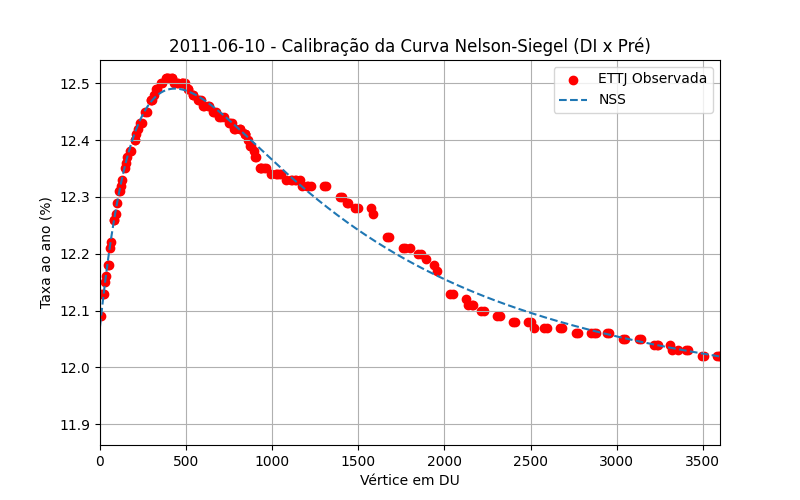 2011-06-10 - Calibração da Curva Nelson-Siegel (DI x Pré)
ETTJ Observada
NSS
Taxa ao ano (%)
12.5
12.4
12.3
12.2
12.1
12.0
11.9
0 500 1000 1500 2000 2500 3000 3500
Vértice em DU